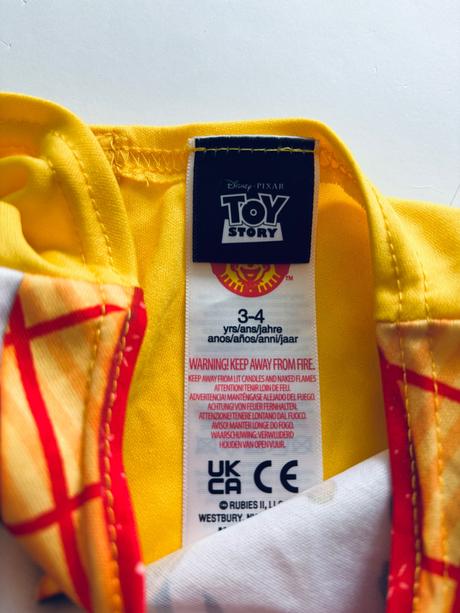 Disney·PIXAR
TOY
STORY
TM
3-4
yrs/ans/jahre
anos/años/anni/jaar
WARNING! KEEP AWAY FROM FIRE.
KEEP AWAY FROM LIT CANDLES AND NAKED FLAMES
ATTENTION! TENIR LOIN DE FEU.
ADVERTENCIA! MANTÉNGASE ALEJADO DEL FUEGO.
ACHTUNG! VON FEUER FERNHALTEN.
ATTENZIONE! TENERE LONTANO DAL FUOCO.
AVISO! MANTER LONGE DO FOGO.
WAARSCHUWING: VERWIJDERD
HOUDEN VAN OPEN VUUR.
UK
CA CE
© RUBIES II, LLC
WESTBURY,